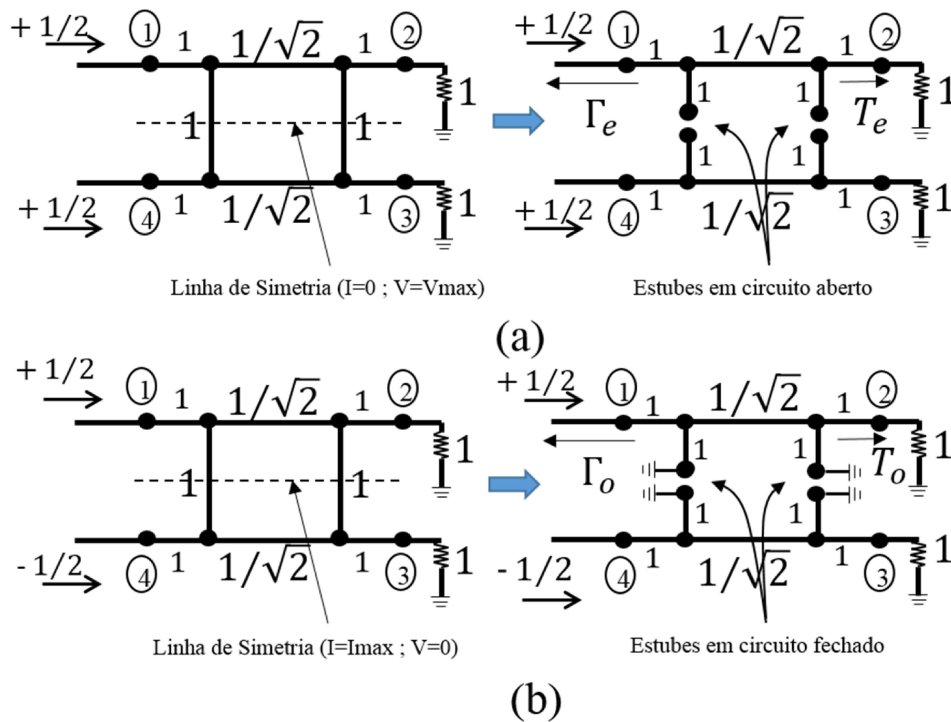 + 1/2 ① 1 1/√2 1 ② + 1/2 ① 1 1/√2 1 ②
1 1
1 1 Γₑ 1 1 Tₑ
1 1
+ 1/2 ④ 1 1/√2 1 ③ 1 + 1/2 ④ 1 1/√2 1 ③ 1
Linha de Simetria (I=0 ; V=Vmax) Estubes em circuito aberto
(a)
+ 1/2 ① 1 1/√2 1 ② + 1/2 ① 1 1/√2 1 ②
1 1
1 1 Γₒ 1 1 Tₒ
1 1
- 1/2 ④ 1 1/√2 1 ③ 1 - 1/2 ④ 1 1/√2 1 ③ 1
Linha de Simetria (I=Imax ; V=0) Estubes em circuito fechado
(b)